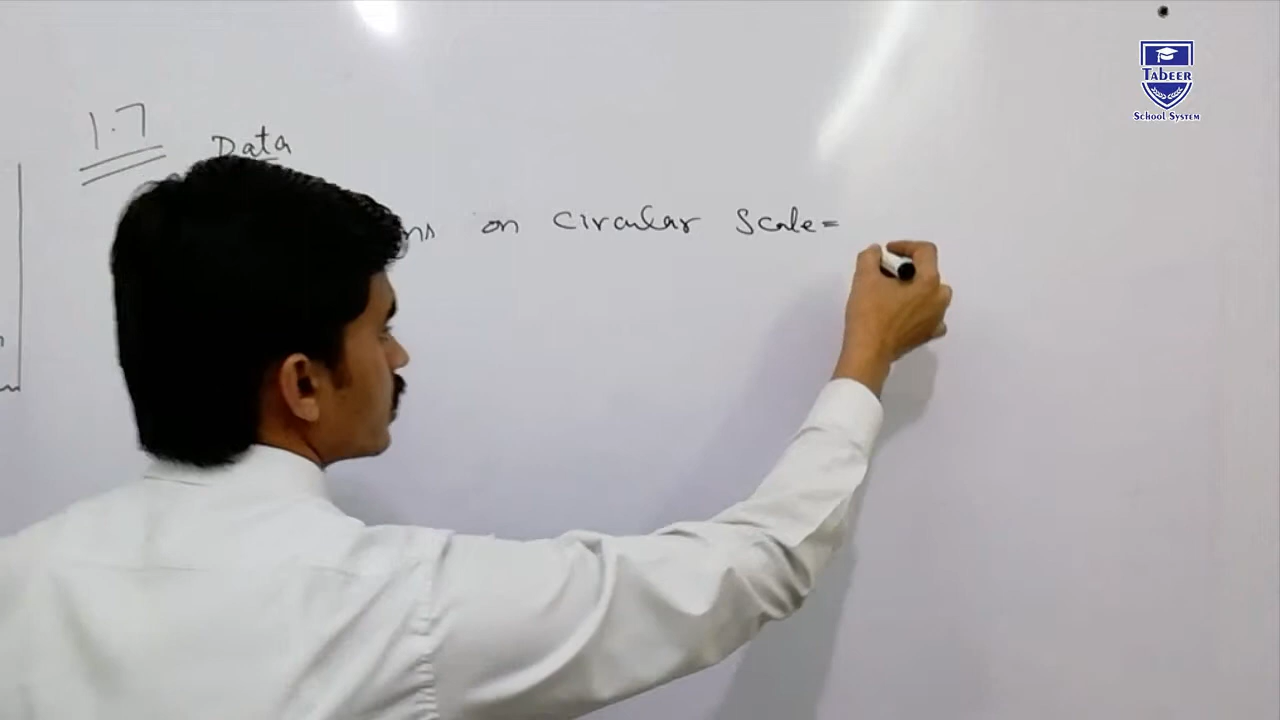 1.7
Data
on Circular Scale=
TABEER
School System